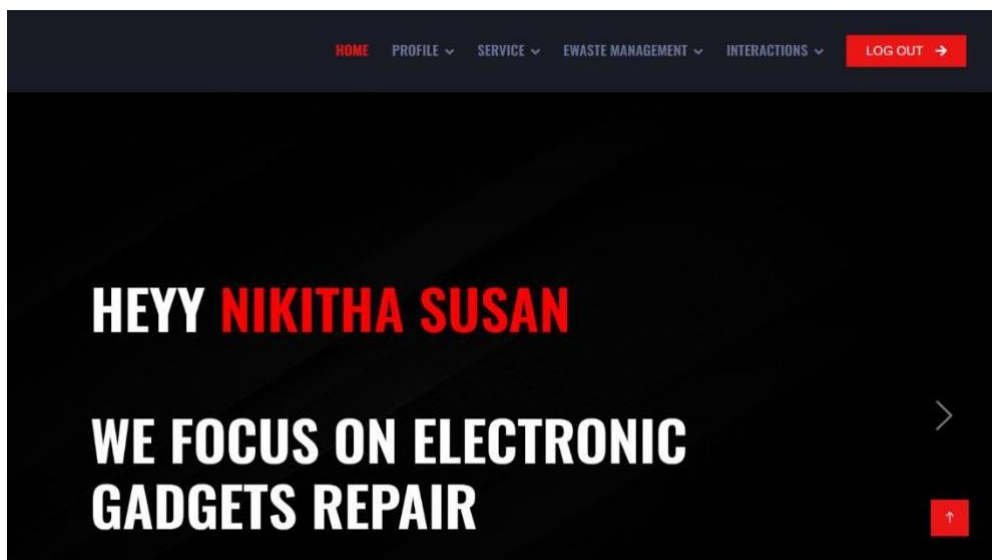 HOME PROFILE SERVICE EWASTE MANAGEMENT INTERACTIONS LOG OUT
HEYY NIKITHA SUSAN
WE FOCUS ON ELECTRONIC
GADGETS REPAIR